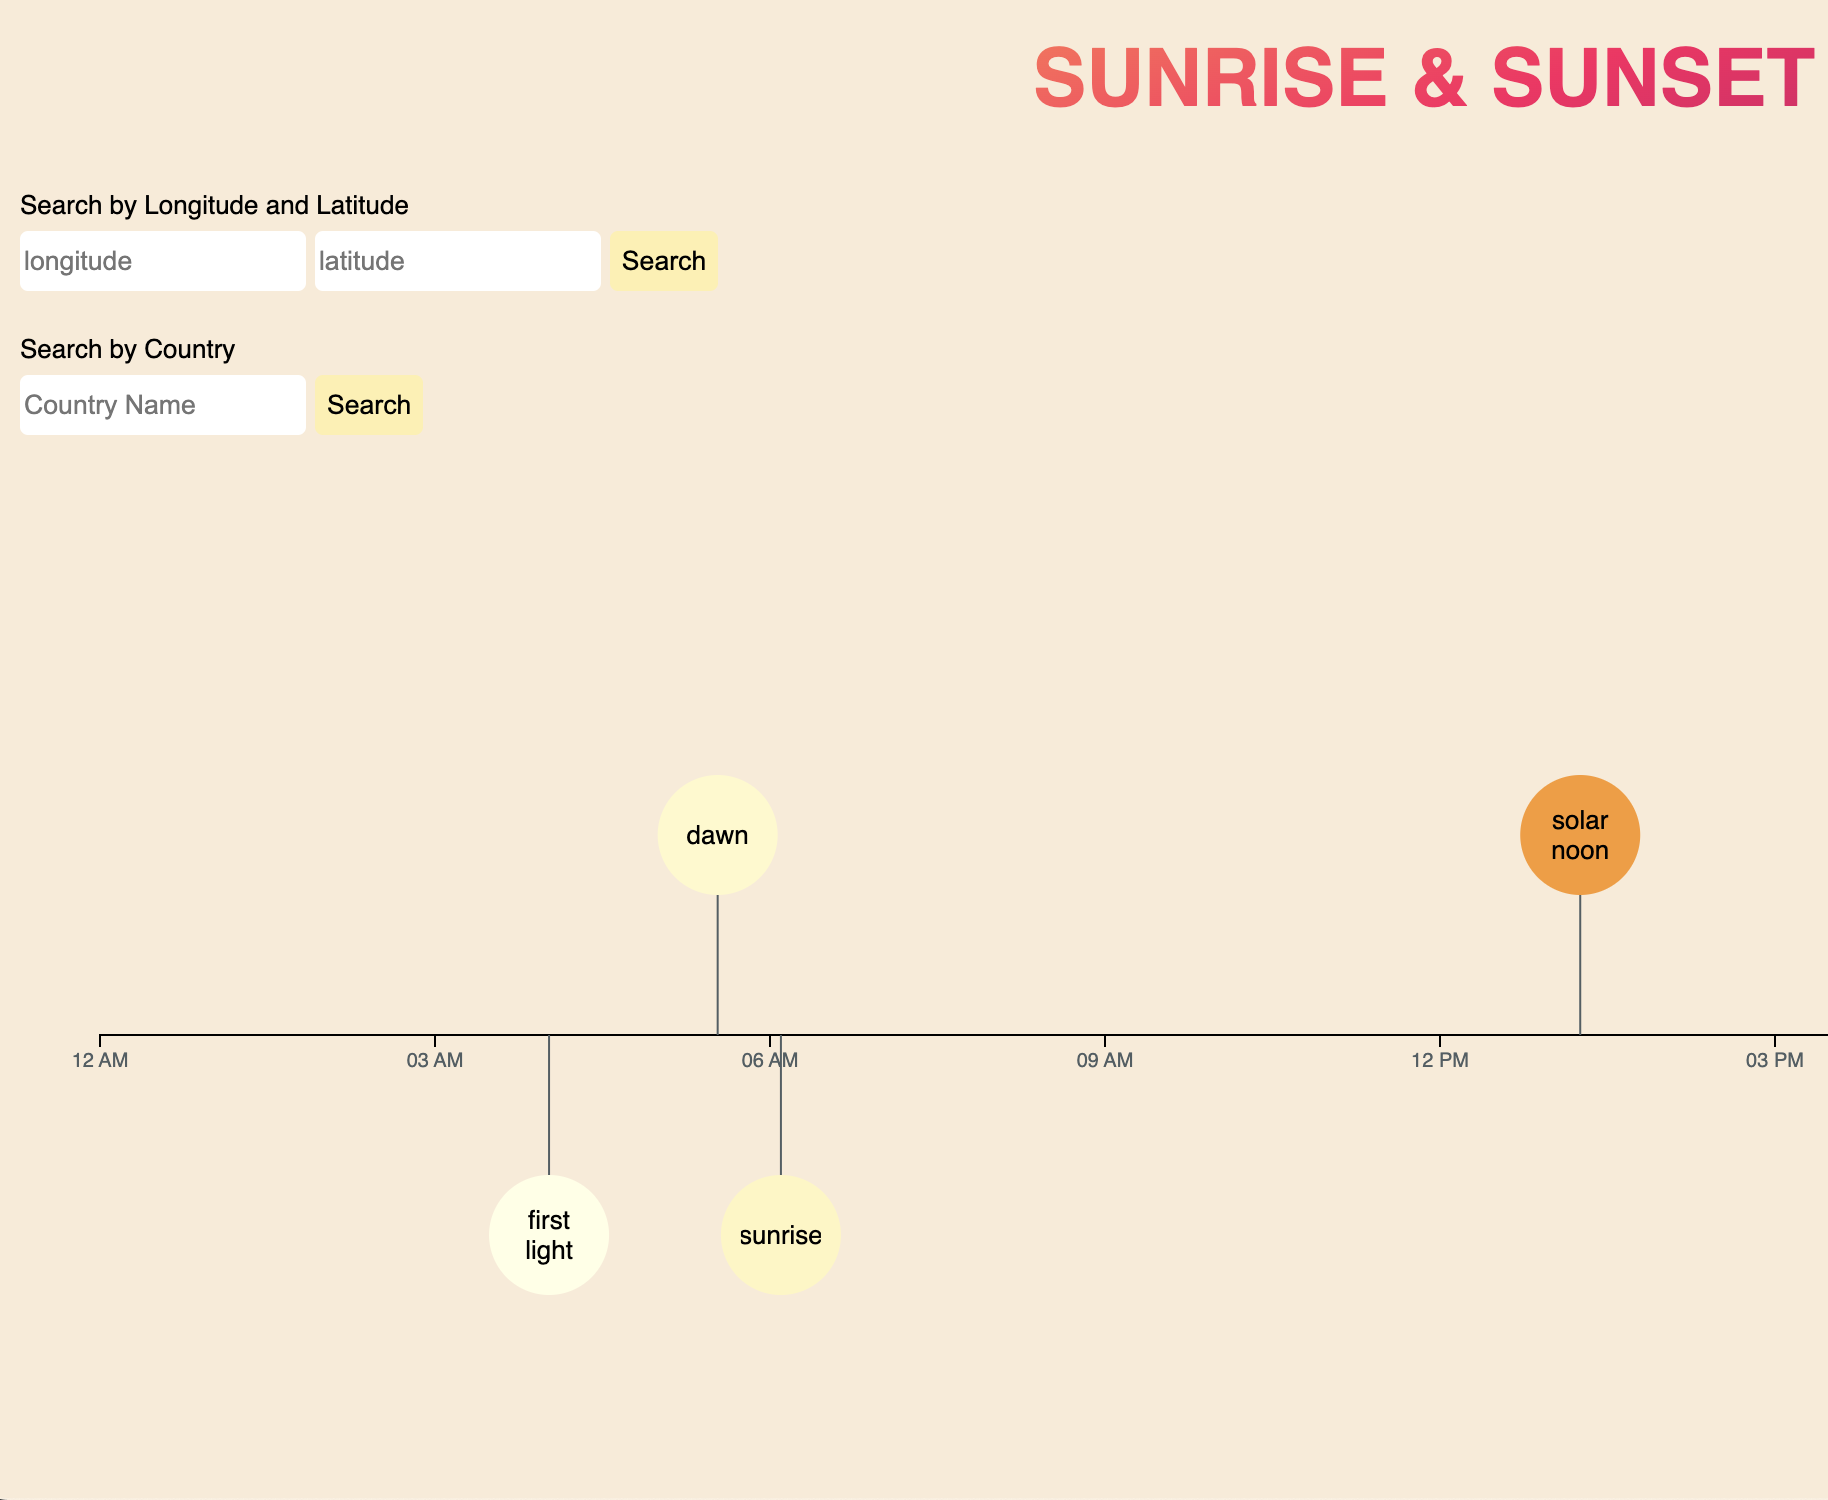 SUNRISE & SUNSET
Search by Longitude and Latitude
longitude latitude Search
Search by Country
Country Name Search
dawn
solar
noon
12 AM 03 AM 06 AM 09 AM 12 PM 03 PM
first
light
sunrise